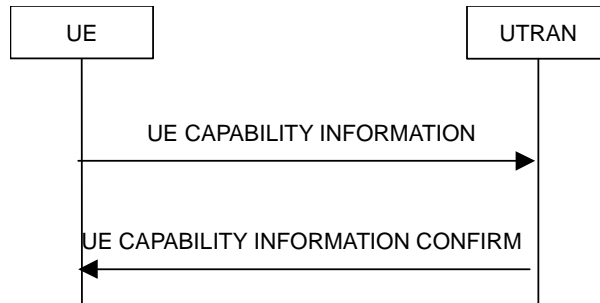 UE
UTRAN
UE CAPABILITY INFORMATION
UE CAPABILITY INFORMATION CONFIRM